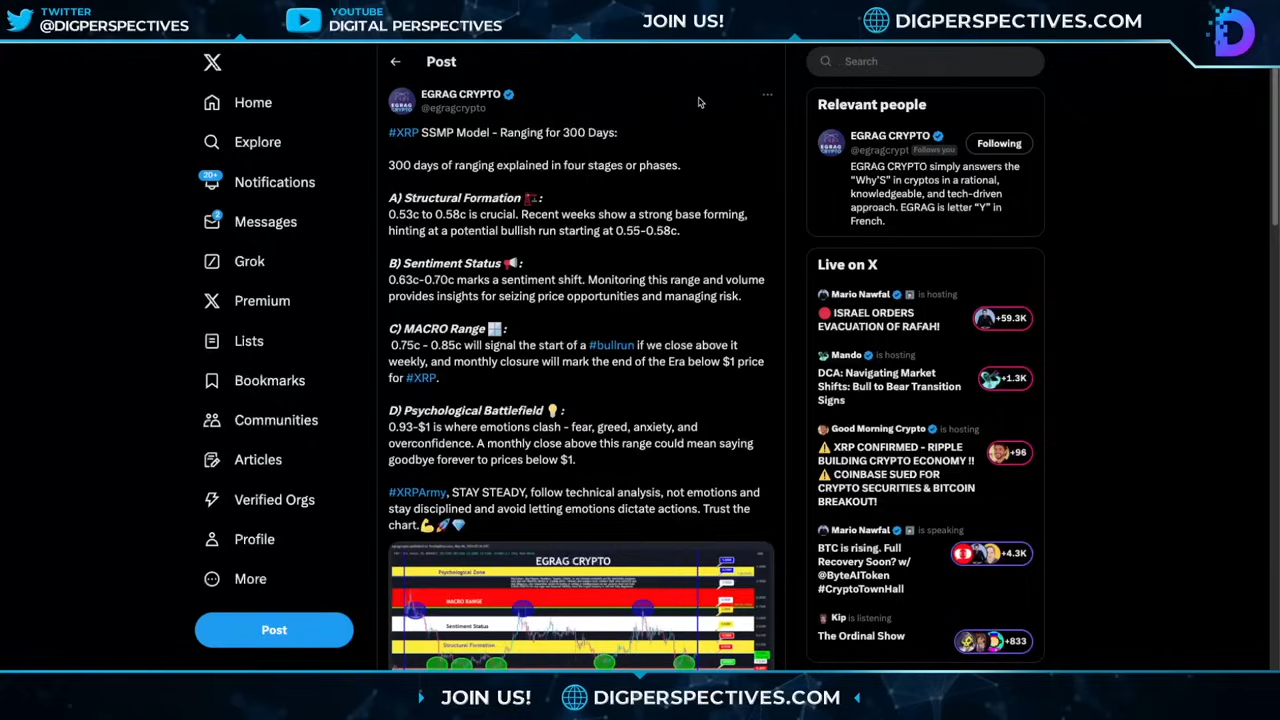 TWITTER
@DIGPERSPECTIVES
YOUTUBE
DIGITAL PERSPECTIVES
JOIN US!
DIGPERSPECTIVES.COM
Home
Explore
20+
Notifications
2
Messages
Grok
Premium
Lists
Bookmarks
Communities
Articles
Verified Orgs
Profile
More
Post
Post
EGRAG CRYPTO
@egragcrypto
#XRP SSMP Model - Ranging for 300 Days:
300 days of ranging explained in four stages or phases.
A) Structural Formation :
0.53c to 0.58c is crucial. Recent weeks show a strong base forming,
hinting at a potential bullish run starting at 0.55-0.58c.
B) Sentiment Status :
0.63c-0.70c marks a sentiment shift. Monitoring this range and volume
provides insights for seizing price opportunities and managing risk.
C) MACRO Range :
0.75c - 0.85c will signal the start of a #bullrun if we close above it
weekly, and monthly closure will mark the end of the Era below $1 price
for #XRP.
D) Psychological Battlefield :
0.93-$1 is where emotions clash - fear, greed, anxiety, and
overconfidence. A monthly close above this range could mean saying
goodbye forever to prices below $1.
#XRPArmy, STAY STEADY, follow technical analysis, not emotions and
stay disciplined and avoid letting emotions dictate actions. Trust the
chart.
EGRAG CRYPTO
Psychological Zone
MACRO RANGE
Sentiment Status
Structural Formation
Search
Relevant people
EGRAG CRYPTO
@egragcrypt Follows you
Following
EGRAG CRYPTO simply answers the
“Why'S” in cryptos in a rational,
knowledgeable, and tech-driven
approach. EGRAG is letter “Y” in
French.
Live on X
Mario Nawfal is hosting
ISRAEL ORDERS
EVACUATION OF RAFAH!
+59.3K
Mando is hosting
DCA: Navigating Market
Shifts: Bull to Bear Transition
Signs
+1.3K
Good Morning Crypto is hosting
XRP CONFIRMED - RIPPLE
BUILDING CRYPTO ECONOMY !!
COINBASE SUED FOR
CRYPTO SECURITIES & BITCOIN
BREAKOUT!
+96
Mario Nawfal is speaking
BTC is rising. Full
Recovery Soon? w/
@ByteAIToken
#CryptoTownHall
+4.3K
Kip is listening
The Ordinal Show
+833
JOIN US!
DIGPERSPECTIVES.COM